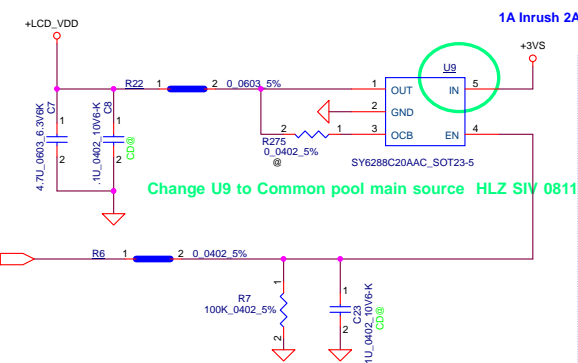 1A Inrush 2A
+LCD_VDD
+3VS
U9
R22 1 2 0_0603_5%
1 OUT IN 5
2 GND
3 OCB EN 4
C7
1
2
4.7U_0603_6.3V6K
C8
1
2
.1U_0402_10V6-K
CD@
2 1
R275
0_0402_5%
@
SY6288C20AAC_SOT23-5
Change U9 to Common pool main source HLZ SIV 0811
R6 1 2 0_0402_5%
1
R7
100K_0402_5%
2
1
C23
2
1U_0402_10V6-K
CD@